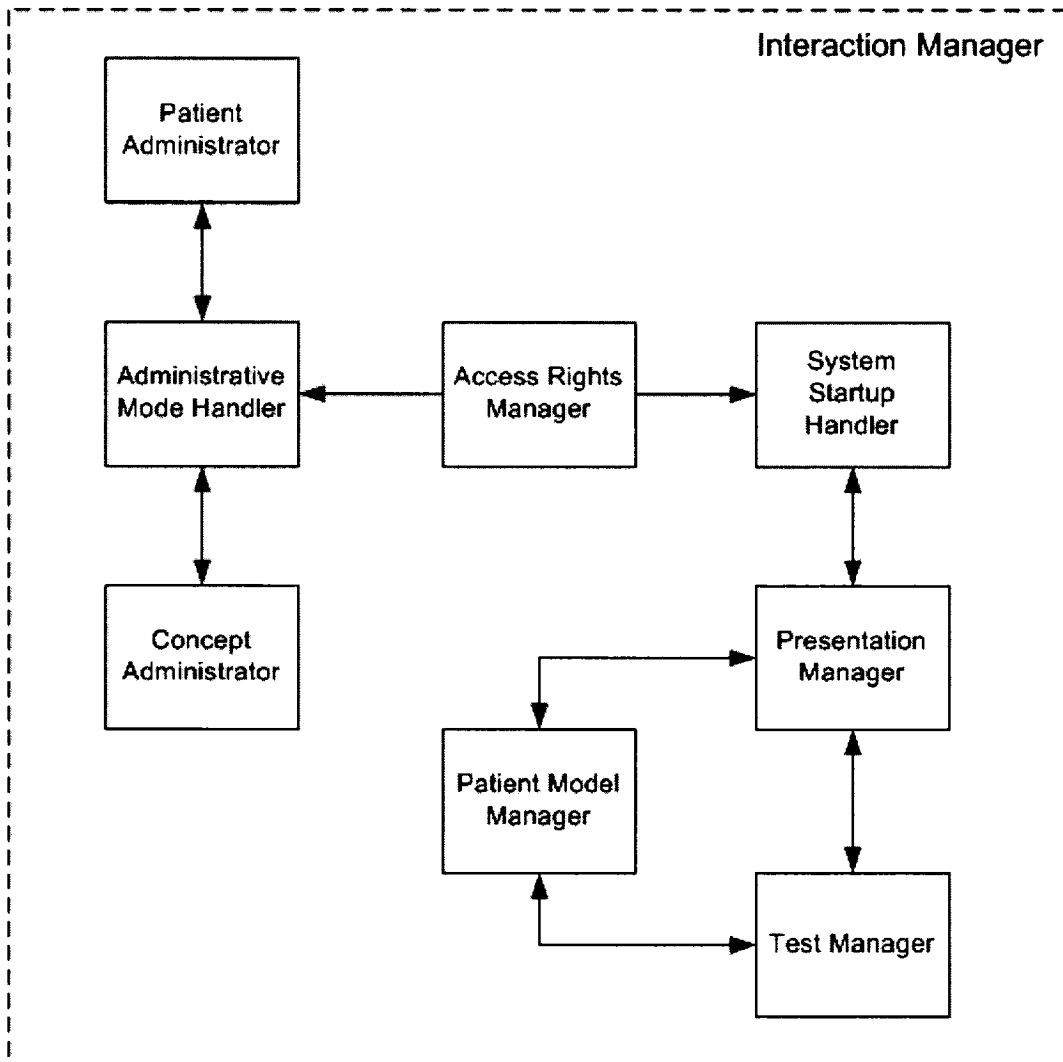 Interaction Manager
Patient
Administrator
Administrative
Mode Handler
Access Rights
Manager
System
Startup
Handler
Concept
Administrator
Presentation
Manager
Patient Model
Manager
Test Manager